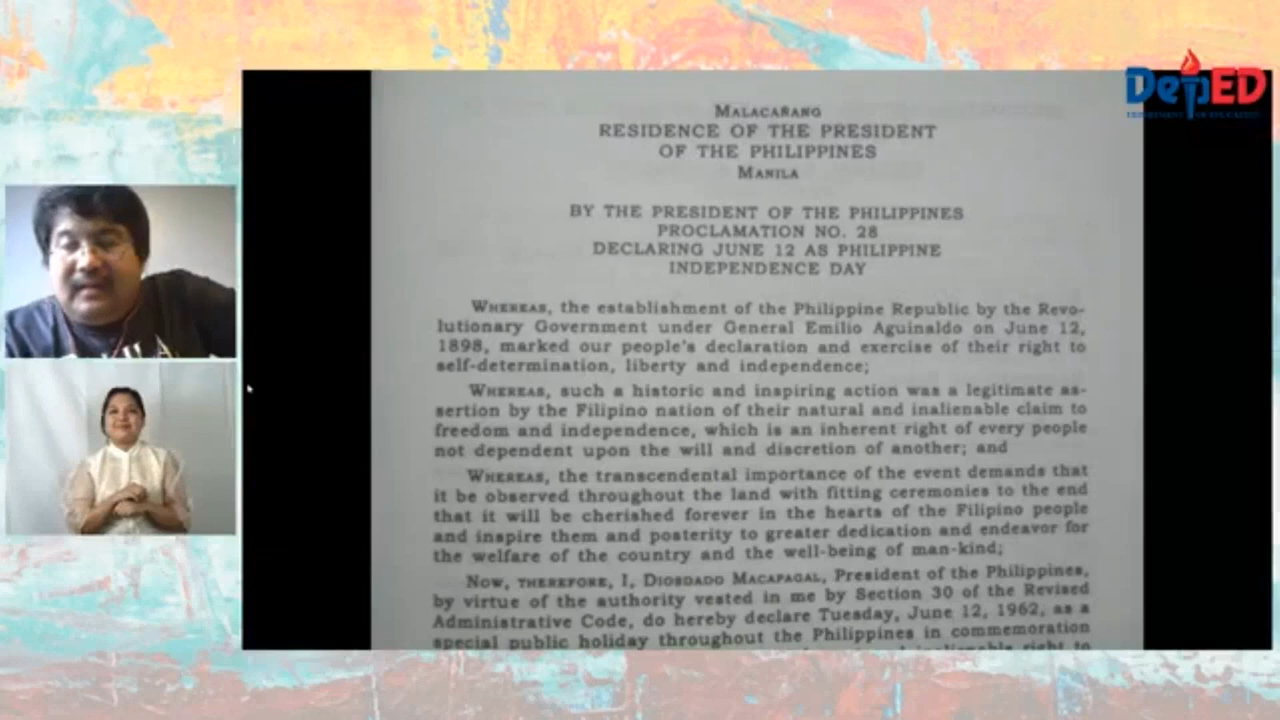 DepED
DEPARTMENT OF EDUCATION
MALACAÑANG
RESIDENCE OF THE PRESIDENT
OF THE PHILIPPINES
MANILA
BY THE PRESIDENT OF THE PHILIPPINES
PROCLAMATION NO. 28
DECLARING JUNE 12 AS PHILIPPINE
INDEPENDENCE DAY
WHEREAS, the establishment of the Philippine Republic by the Revo-
lutionary Government under General Emilio Aguinaldo on June 12,
1898, marked our people's declaration and exercise of their right to
self-determination, liberty and independence;
WHEREAS, such a historic and inspiring action was a legitimate as-
sertion by the Filipino nation of their natural and inalienable claim to
freedom and independence, which is an inherent right of every people
not dependent upon the will and discretion of another; and
WHEREAS, the transcendental importance of the event demands that
it be observed throughout the land with fitting ceremonies to the end
that it will be cherished forever in the hearts of the Filipino people
and inspire them and posterity to greater dedication and endeavor for
the welfare of the country and the well-being of man-kind;
NOW, THEREFORE, I, DIOSDADO MACAPAGAL, President of the Philippines,
by virtue of the authority vested in me by Section 30 of the Revised
Administrative Code, do hereby declare Tuesday, June 12, 1962, as a
special public holiday throughout the Philippines in commemoration
inalienable right to